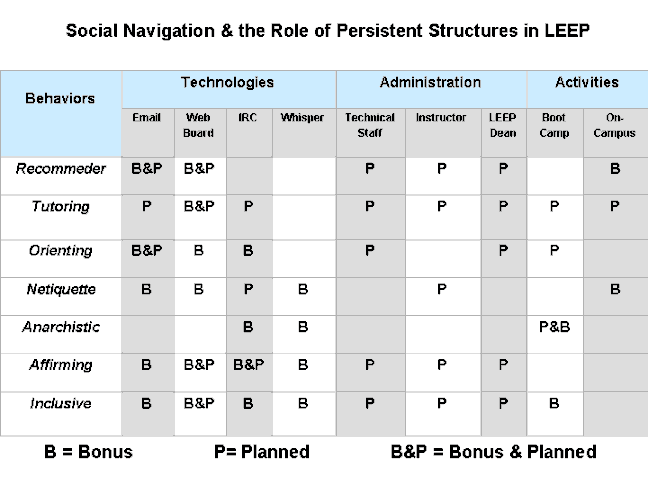 Social Navigation & the Role of Persistent Structures in LEEP
Behaviors Technologies Administration Activities
Email Web Board IRC Whisper Technical Staff Instructor LEEP Dean Boot Camp On-Campus
Recommeder B&P B&P P P P B
Tutoring P B&P P P P P P P
Orienting B&P B B P P P
Netiquette B B P B P B
Anarchistic B B P&B
Affirming B B&P B&P B P P P
Inclusive B B&P B B P P P B
B = Bonus P= Planned B&P = Bonus & Planned